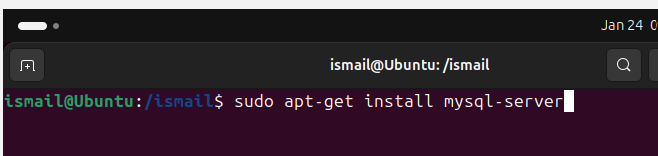 Jan 24
ismail@Ubuntu: /ismail
ismail@Ubuntu:/ismail$ sudo apt-get install mysql-server